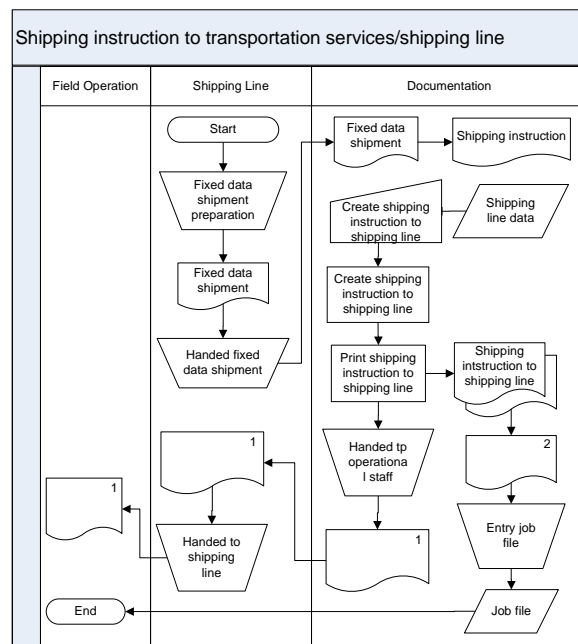 Shipping instruction to transportation services/shipping line
Field Operation
Shipping Line
Documentation
Start
Fixed data
shipment
preparation
Fixed data
shipment
Handed fixed
data shipment
1
Handed to
shipping
line
1
End
Fixed data
shipment
Shipping instruction
Create shipping
instruction to
shipping line
Shipping
line data
Create shipping
instruction to
shipping line
Print shipping
instruction to
shipping line
Shipping
intstruction to
shipping line
Handed tp
operationa
l staff
2
1
Entry job
file
Job file